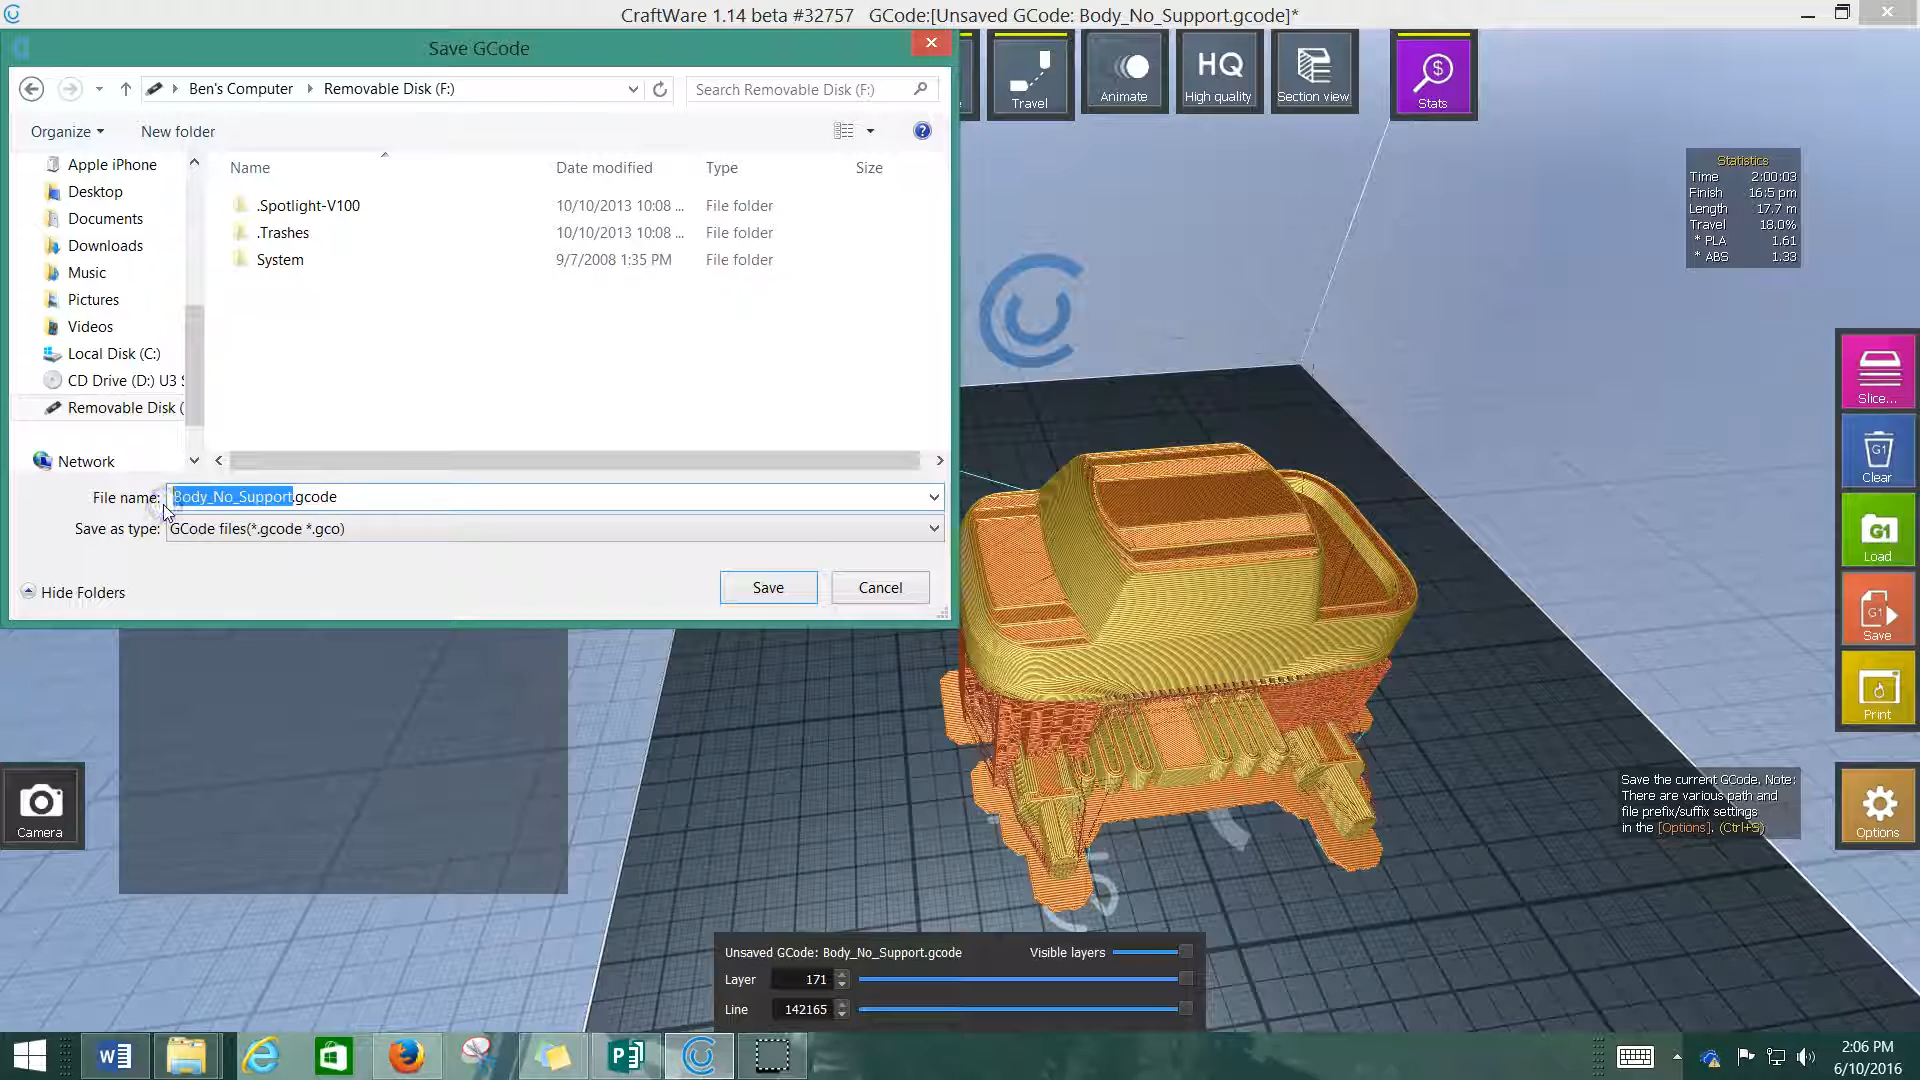 CraftWare 1.14 beta #32757 GCode:[Unsaved GCode: Body_No_Support.gcode]*
Save GCode
Ben's Computer Removable Disk (F:)
Search Removable Disk (F:)
Organize
New folder
Name
Date modified
Type
Size
.Spotlight-V100 10/10/2013 10:08 ... File folder
.Trashes 10/10/2013 10:08 ... File folder
System 9/7/2008 1:35 PM File folder
Apple iPhone
Desktop
Documents
Downloads
Music
Pictures
Videos
Local Disk (C:)
CD Drive (D:) U3
Removable Disk (
Network
File name: Body_No_Support.gcode
Save as type: GCode files(*.gcode *.gco)
Hide Folders
Save
Cancel
Travel
Animate
HQ
High quality
Section view
$
Stats
Statistics
Time 2:00:03
Finish 16:5 pm
Length 17.7 m
Travel 18.0%
* PLA 1.61
* ABS 1.33
Slice...
G1
Clear
G1
Load
G1
Save
Print
Save the current GCode. Note:
There are various path and
file prefix/suffix settings
in the [Options]. (Ctrl+S)
Options
Camera
Unsaved GCode: Body_No_Support.gcode
Visible layers
Layer 171
Line 142165
2:06 PM
6/10/2016